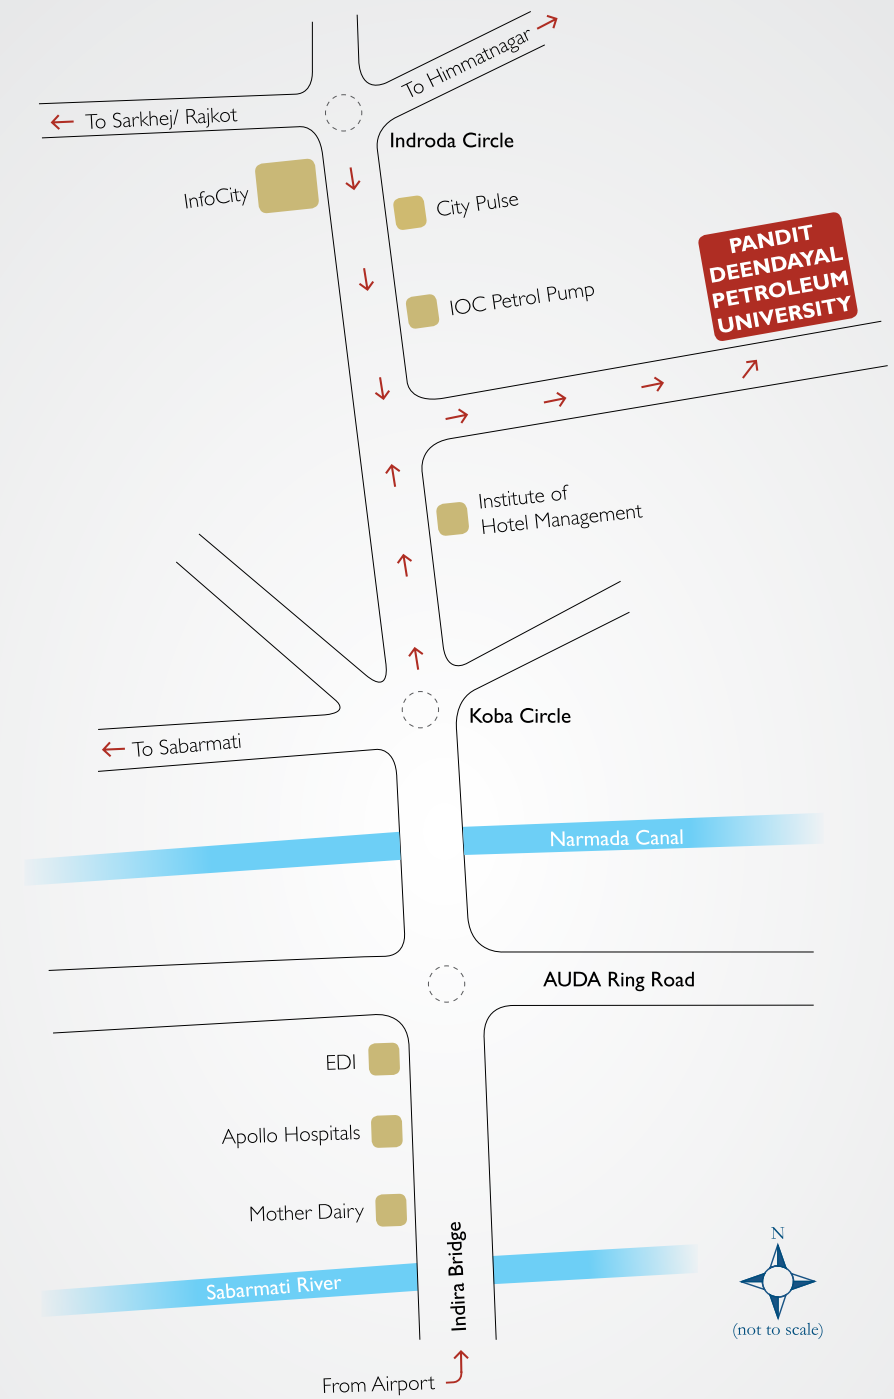 To Himmatnagar
To Sarkhej/ Rajkot
Indroda Circle
InfoCity
City Pulse
PANDIT
DEENDAYAL
PETROLEUM
UNIVERSITY
IOC Petrol Pump
Institute of
Hotel Management
Koba Circle
To Sabarmati
Narmada Canal
AUDA Ring Road
EDI
Apollo Hospitals
Mother Dairy
Indira Bridge
Sabarmati River
N
(not to scale)
From Airport